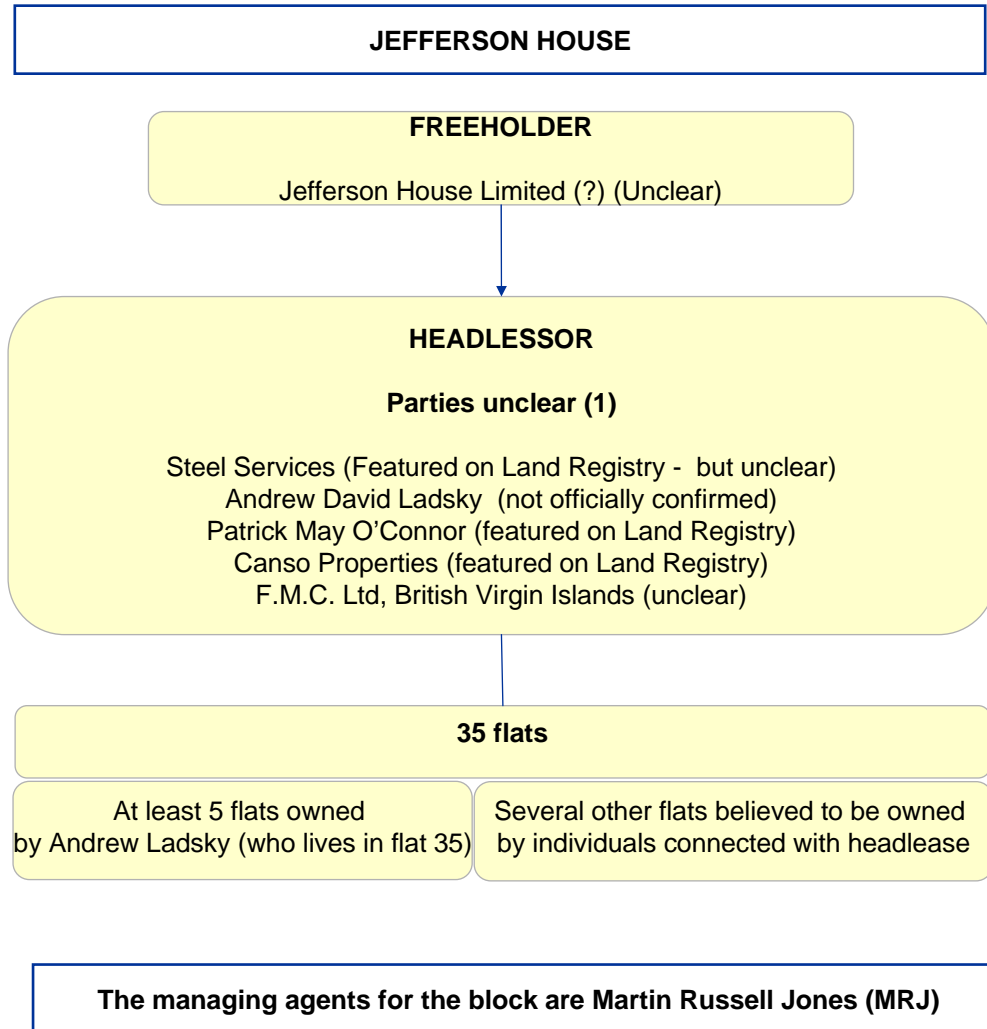 JEFFERSON HOUSE
FREEHOLDER
Jefferson House Limited (?) (Unclear)
HEADLESSOR
Parties unclear (1)
Steel Services (Featured on Land Registry - but unclear)
Andrew David Ladsky (not officially confirmed)
Patrick May O’Connor (featured on Land Registry)
Canso Properties (featured on Land Registry)
F.M.C. Ltd, British Virgin Islands (unclear)
35 flats
At least 5 flats owned
by Andrew Ladsky (who lives in flat 35)
Several other flats believed to be owned
by individuals connected with headlease
The managing agents for the block are Martin Russell Jones (MRJ)